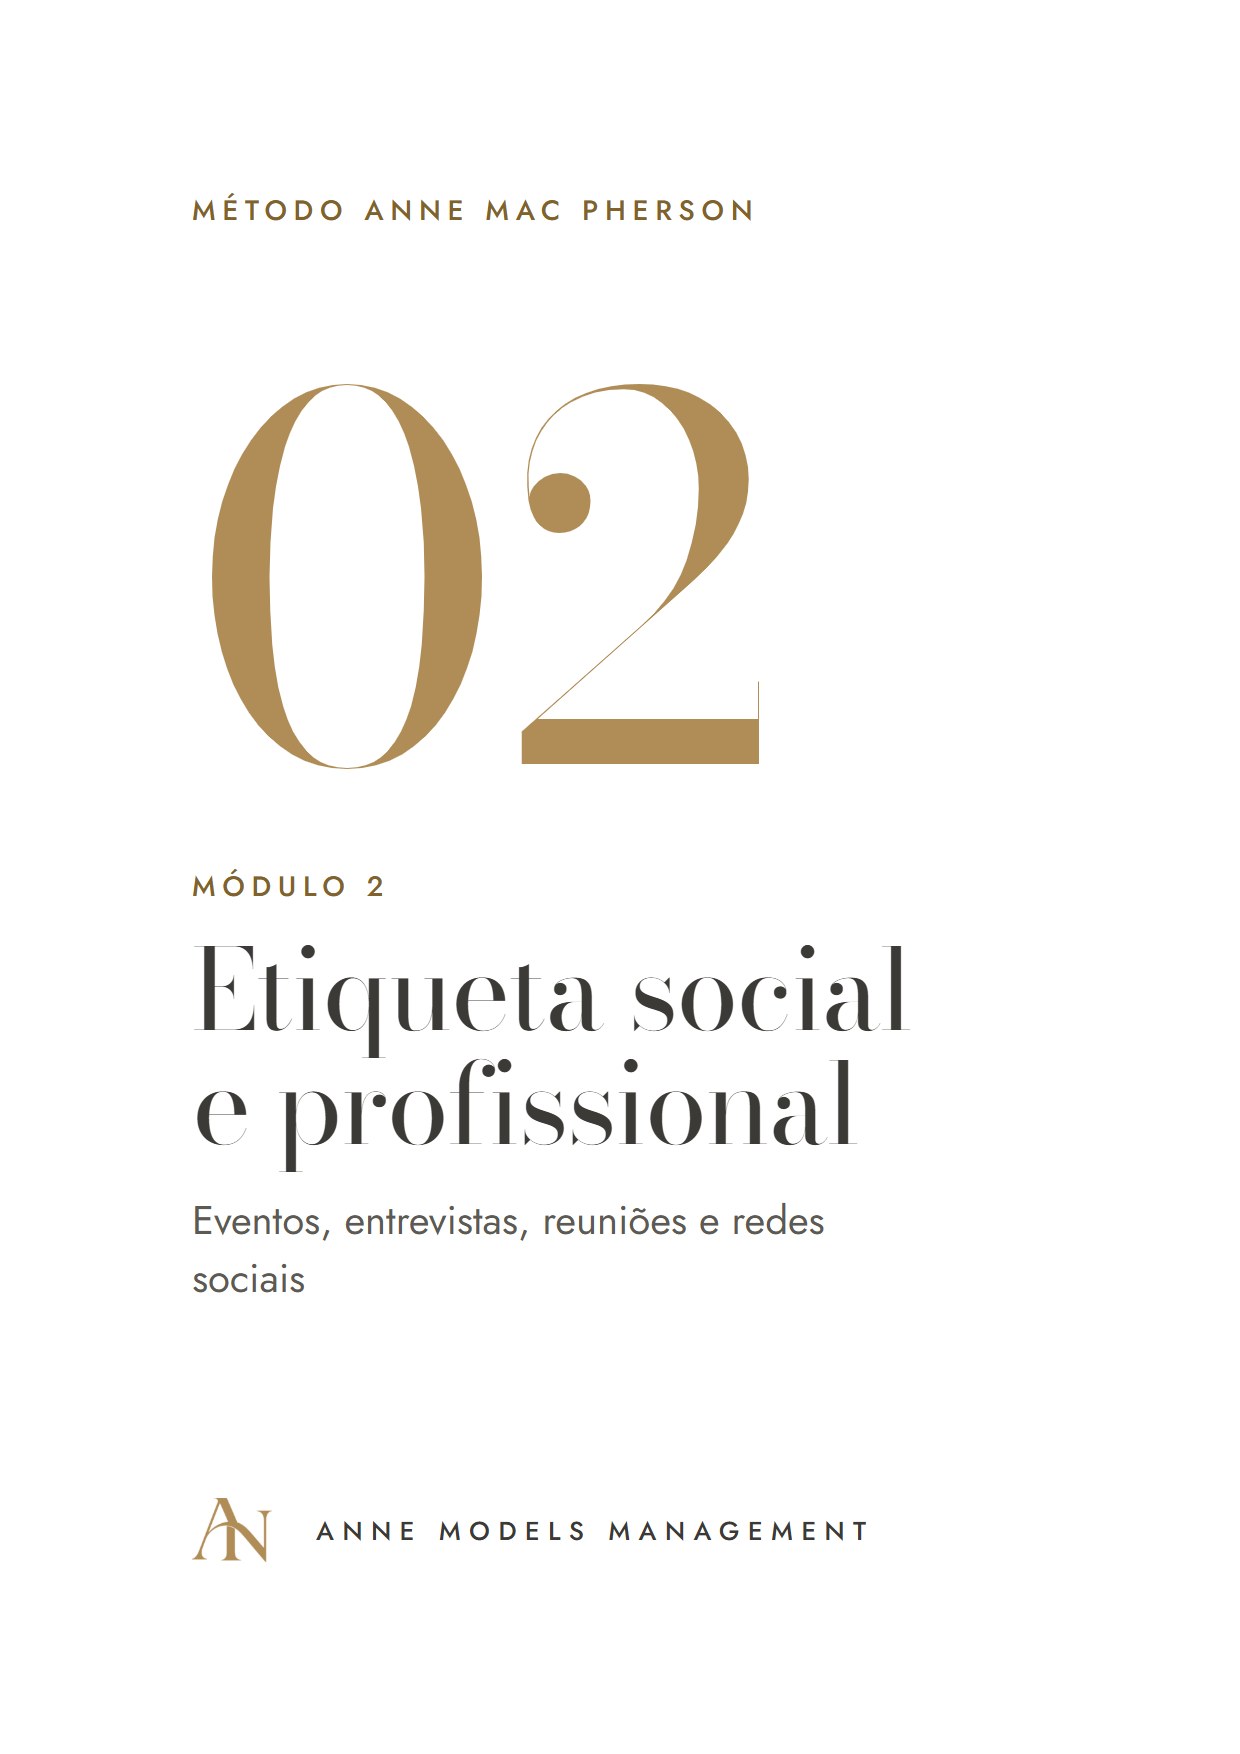 MÉTODO ANNE MAC PHERSON
02
MÓDULO 2
Etiqueta social
e profissional
Eventos, entrevistas, reuniões e redes
sociais
AN
ANNE MODELS MANAGEMENT